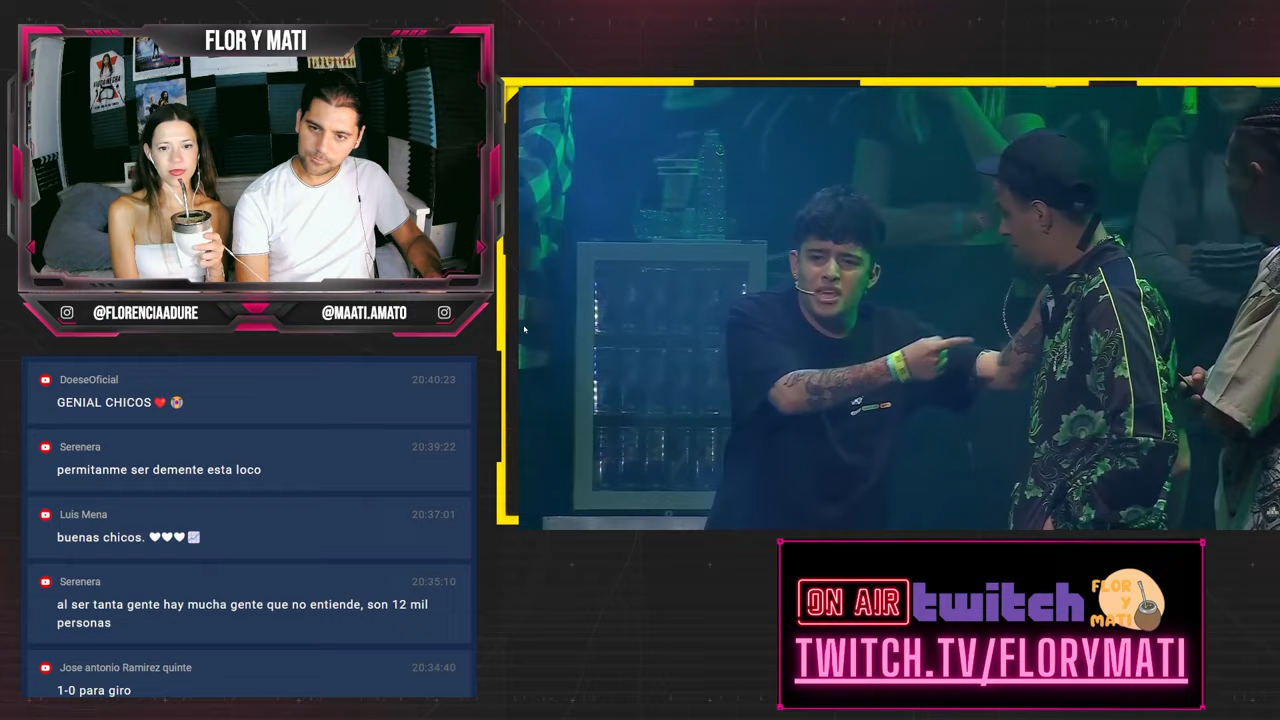 FLOR Y MATI
@FLORENCIAADURE
@MAATI.AMATO
DoeseOficial 20:40:23
GENIAL CHICOS
Serenera 20:39:22
permitanme ser demente esta loco
Luis Mena 20:37:01
buenas chicos.
Serenera 20:35:10
al ser tanta gente hay mucha gente que no entiende, son 12 mil
personas
Jose antonio Ramirez quinte 20:34:40
1-0 para giro
ON AIR
twitch
FLOR
Y
MATI
TWITCH.TV/FLORYMATI